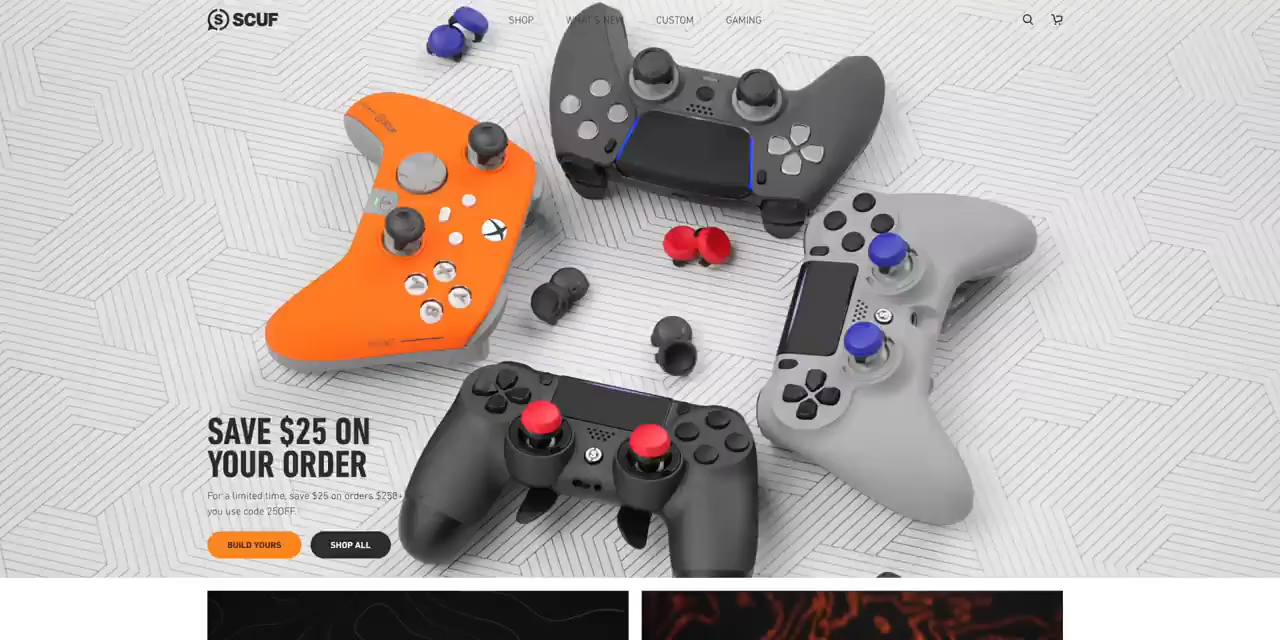 SCUF
SHOP
WHAT'S NEW
CUSTOM
GAMING
SAVE $25 ON
YOUR ORDER
For a limited time, save $25 on orders $250+
you use code 25OFF.
BUILD YOURS
SHOP ALL